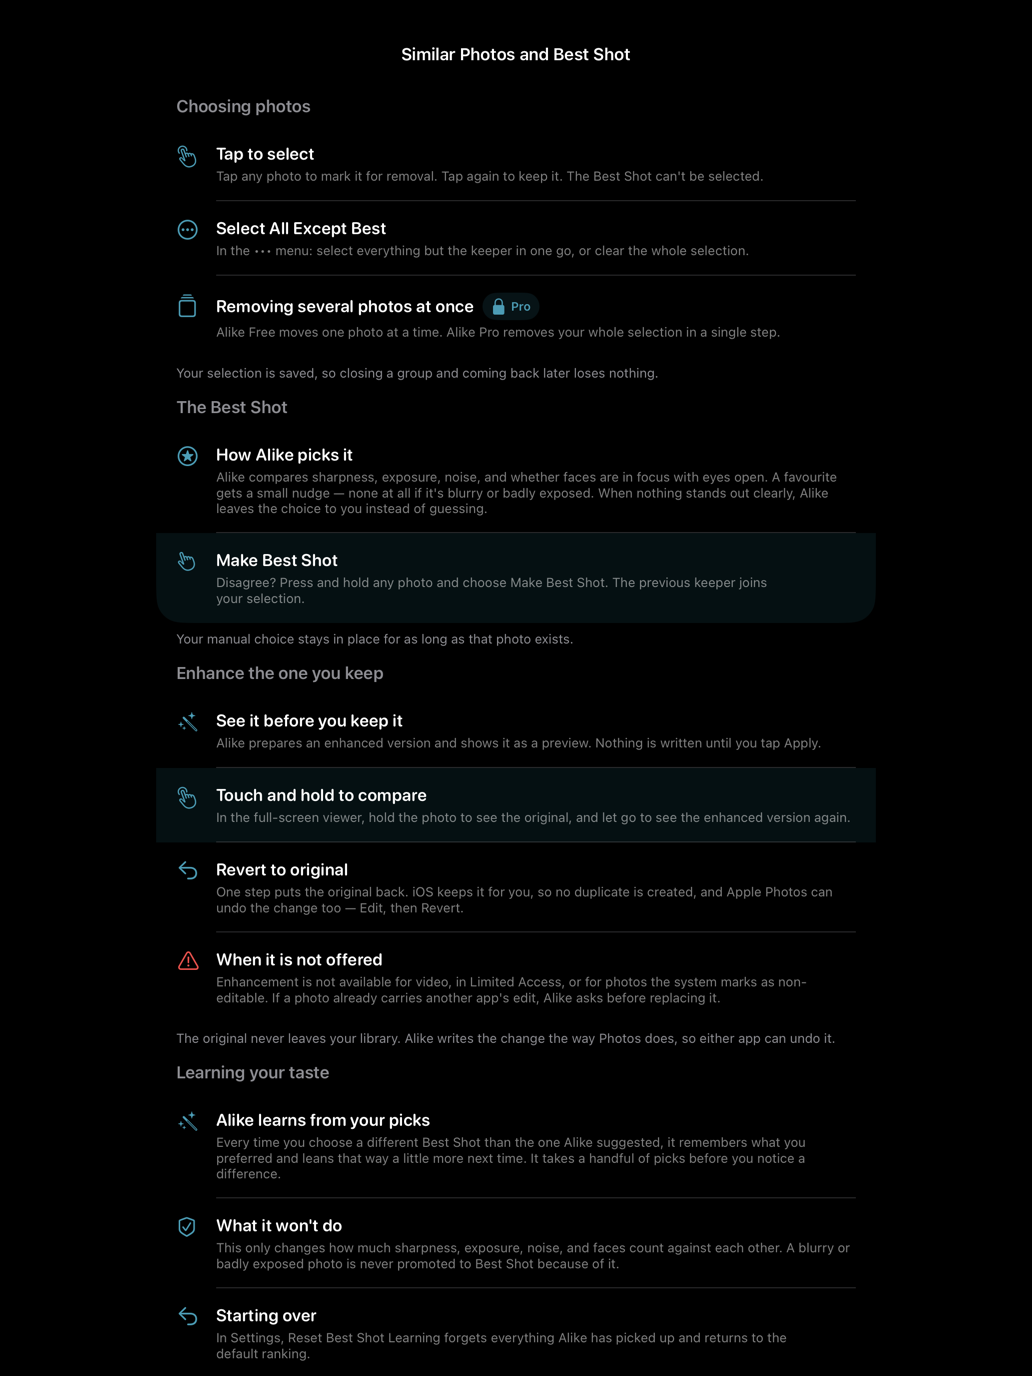 Similar Photos and Best Shot
Choosing photos
Tap to select
Tap any photo to mark it for removal. Tap again to keep it. The Best Shot can't be selected.
Select All Except Best
In the ••• menu: select everything but the keeper in one go, or clear the whole selection.
Removing several photos at once Pro
Alike Free moves one photo at a time. Alike Pro removes your whole selection in a single step.
Your selection is saved, so closing a group and coming back later loses nothing.
The Best Shot
How Alike picks it
Alike compares sharpness, exposure, noise, and whether faces are in focus with eyes open. A favourite
gets a small nudge — none at all if it's blurry or badly exposed. When nothing stands out clearly, Alike
leaves the choice to you instead of guessing.
Make Best Shot
Disagree? Press and hold any photo and choose Make Best Shot. The previous keeper joins
your selection.
Your manual choice stays in place for as long as that photo exists.
Enhance the one you keep
See it before you keep it
Alike prepares an enhanced version and shows it as a preview. Nothing is written until you tap Apply.
Touch and hold to compare
In the full-screen viewer, hold the photo to see the original, and let go to see the enhanced version again.
Revert to original
One step puts the original back. iOS keeps it for you, so no duplicate is created, and Apple Photos can
undo the change too — Edit, then Revert.
When it is not offered
Enhancement is not available for video, in Limited Access, or for photos the system marks as non-
editable. If a photo already carries another app's edit, Alike asks before replacing it.
The original never leaves your library. Alike writes the change the way Photos does, so either app can undo it.
Learning your taste
Alike learns from your picks
Every time you choose a different Best Shot than the one Alike suggested, it remembers what you
preferred and leans that way a little more next time. It takes a handful of picks before you notice a
difference.
What it won't do
This only changes how much sharpness, exposure, noise, and faces count against each other. A blurry or
badly exposed photo is never promoted to Best Shot because of it.
Starting over
In Settings, Reset Best Shot Learning forgets everything Alike has picked up and returns to the
default ranking.